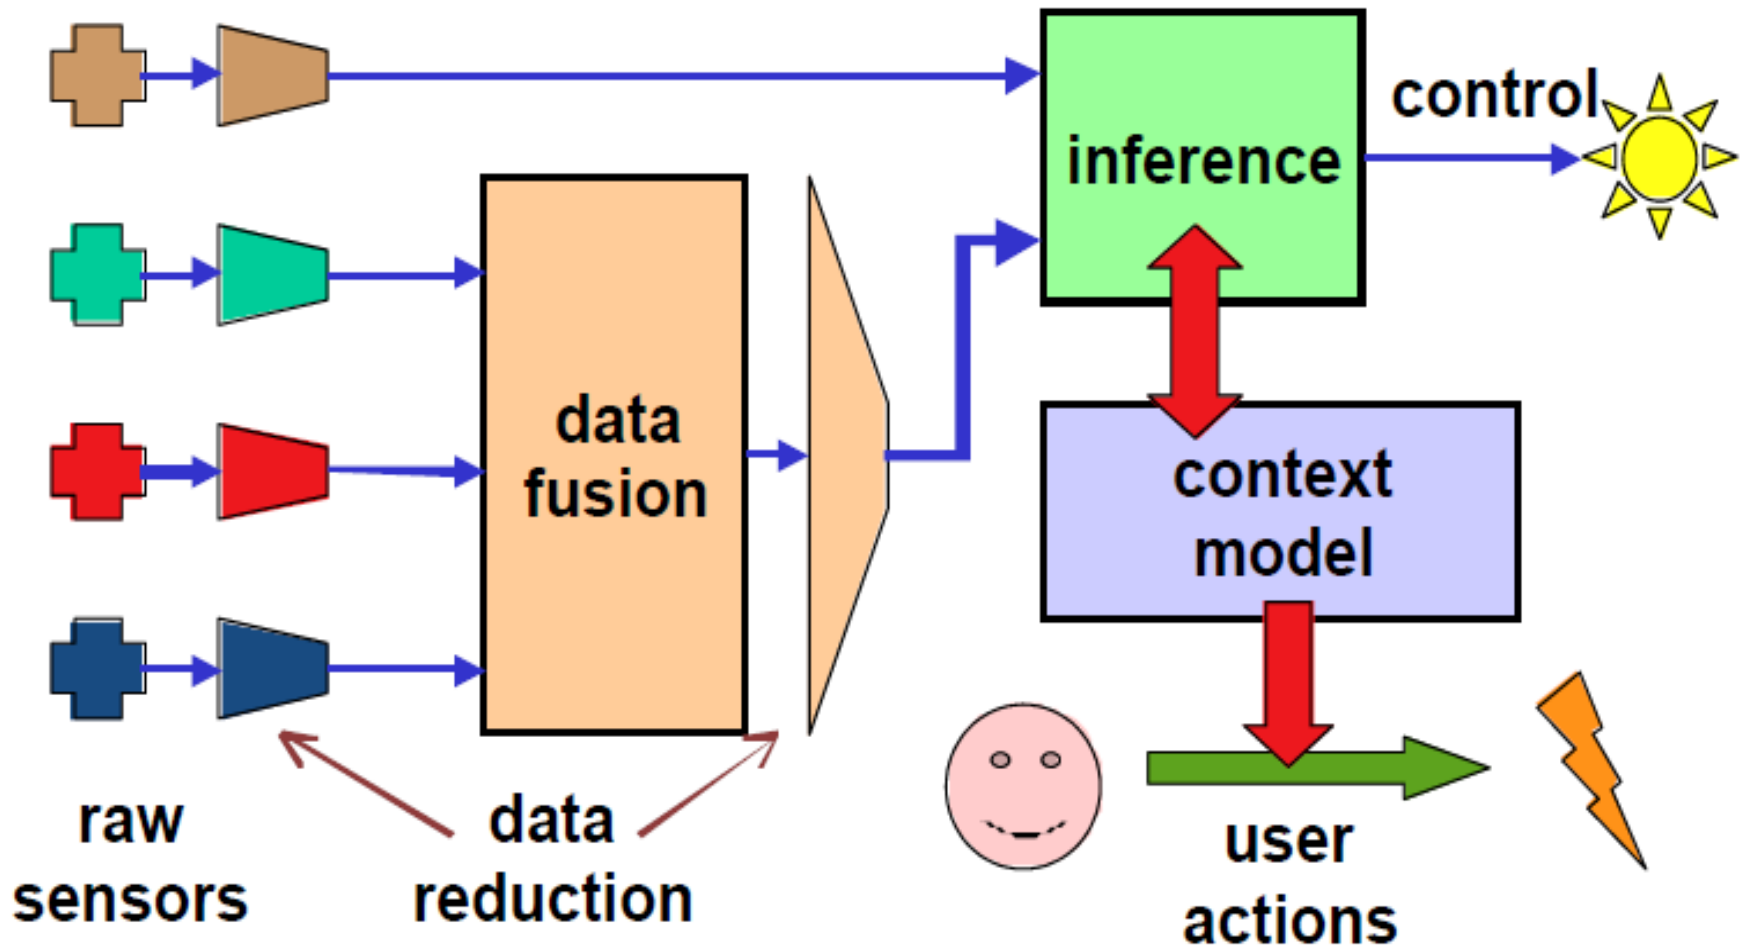 control
inference
data
fusion
context
model
raw
sensors
data
reduction
user
actions